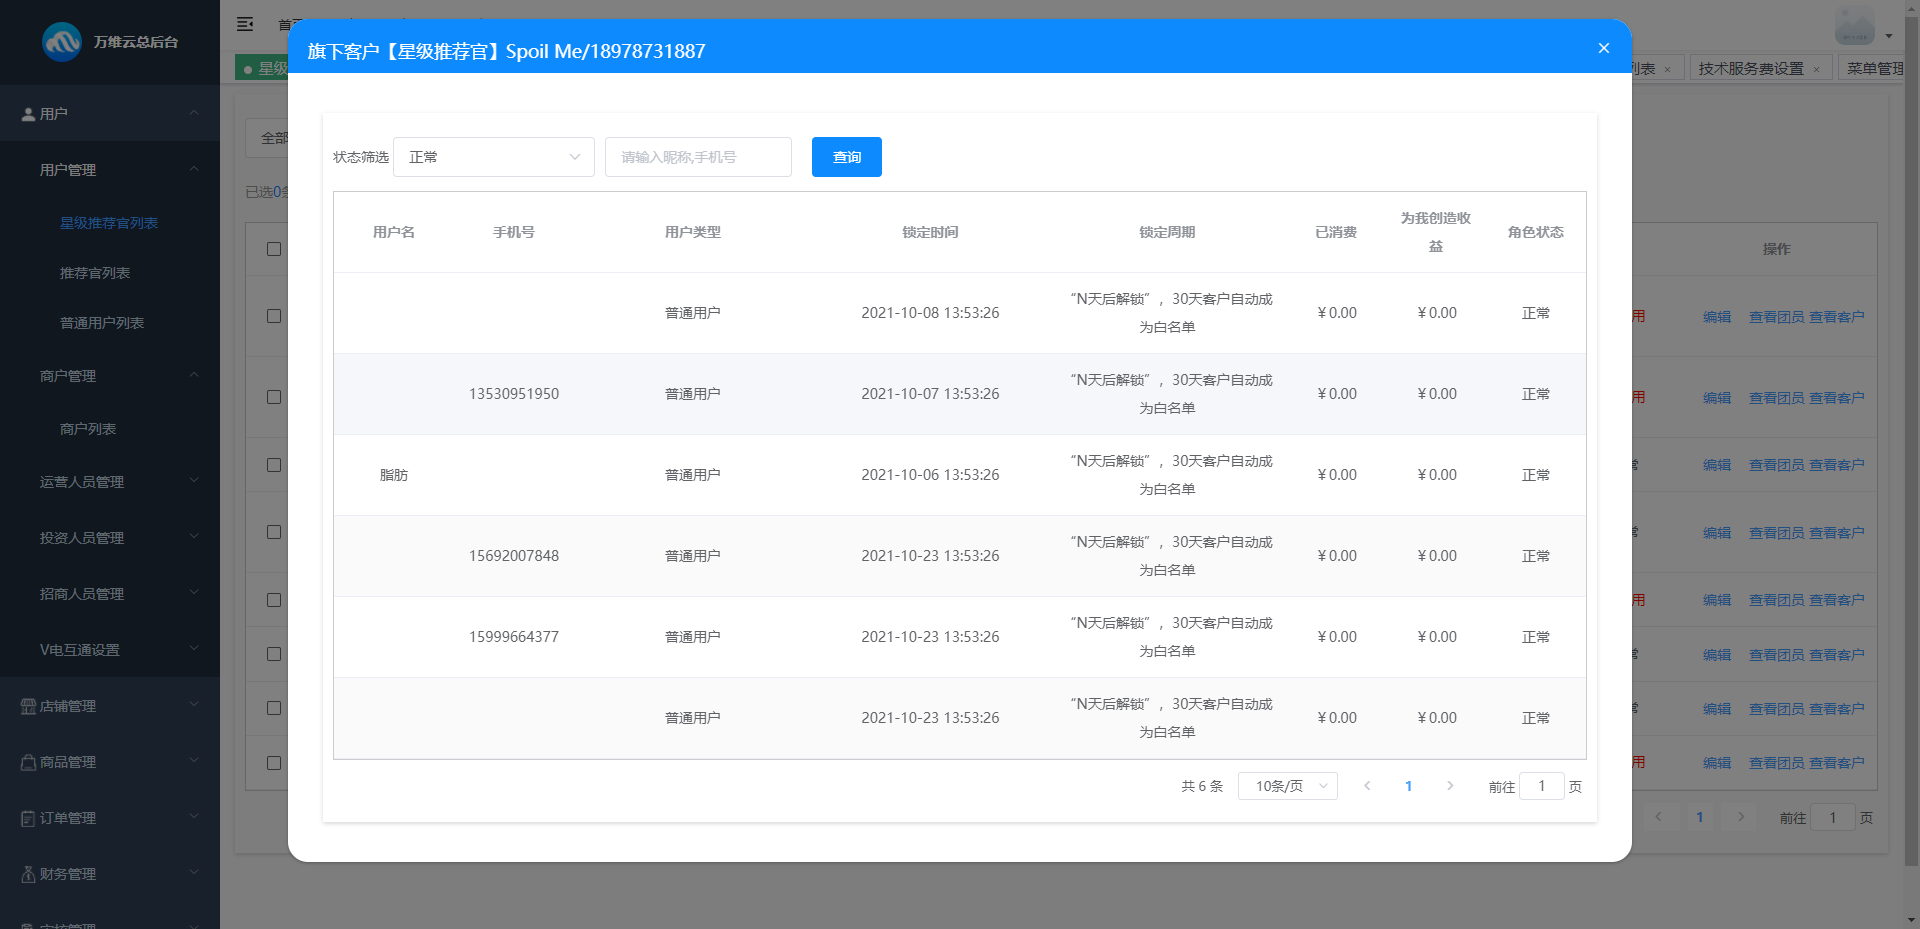 万维云总后台
首页
旗下客户【星级推荐官】Spoil Me/18978731887
星级
列表
技术服务费设置
菜单管理
用户
用户管理
星级推荐官列表
推荐官列表
普通用户列表
商户管理
商户列表
运营人员管理
投资人员管理
招商人员管理
V电互通设置
店铺管理
商品管理
订单管理
财务管理
全部
已选0条
状态筛选 正常 请输入昵称,手机号 查询
用户名 手机号 用户类型 锁定时间 锁定周期 已消费 为我创造收益 角色状态
普通用户 2021-10-08 13:53:26 “N天后解锁”，30天客户自动成为白名单 ¥0.00 ¥0.00 正常
13530951950 普通用户 2021-10-07 13:53:26 “N天后解锁”，30天客户自动成为白名单 ¥0.00 ¥0.00 正常
脂肪 普通用户 2021-10-06 13:53:26 “N天后解锁”，30天客户自动成为白名单 ¥0.00 ¥0.00 正常
15692007848 普通用户 2021-10-23 13:53:26 “N天后解锁”，30天客户自动成为白名单 ¥0.00 ¥0.00 正常
15999664377 普通用户 2021-10-23 13:53:26 “N天后解锁”，30天客户自动成为白名单 ¥0.00 ¥0.00 正常
普通用户 2021-10-23 13:53:26 “N天后解锁”，30天客户自动成为白名单 ¥0.00 ¥0.00 正常
共 6 条 10条/页 1 前往 1 页
操作
用 编辑 查看团员 查看客户
用 编辑 查看团员 查看客户
常 编辑 查看团员 查看客户
常 编辑 查看团员 查看客户
用 编辑 查看团员 查看客户
常 编辑 查看团员 查看客户
常 编辑 查看团员 查看客户
用 编辑 查看团员 查看客户
1 前往 1 页